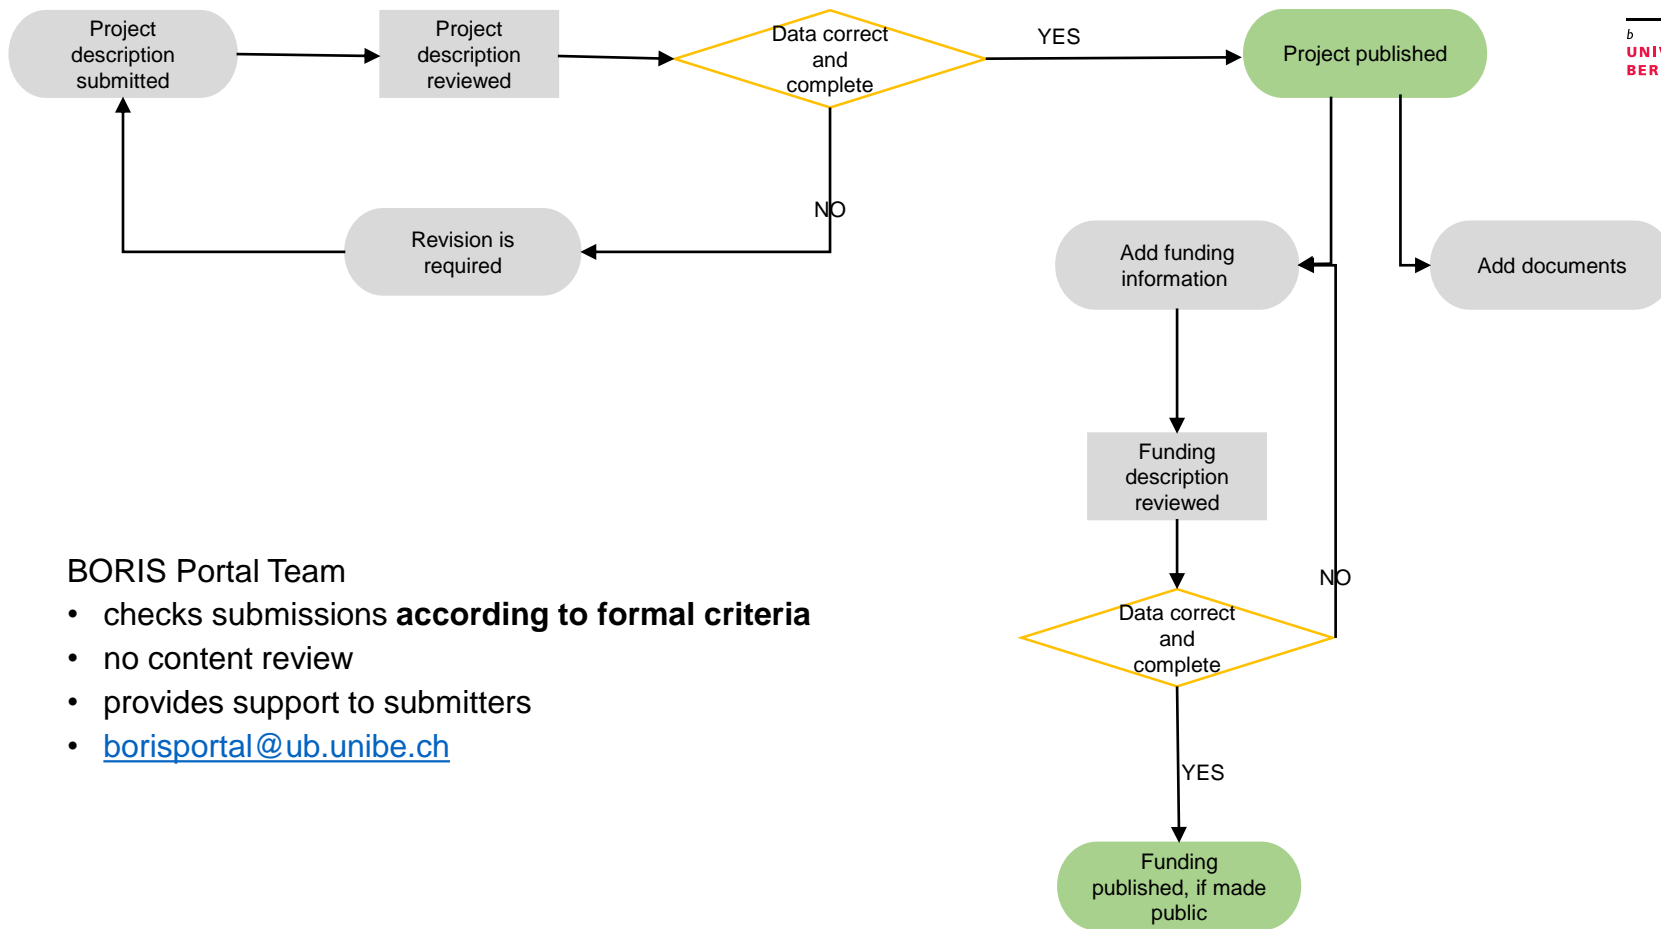 Project
description
submitted
Project
description
reviewed
Data correct
and
complete
YES
Project published
b
NO
Revision is
required
Add funding
information
Add documents
Funding
description
reviewed
NO
Data correct
and
complete
YES
Funding
published, if made
public
BORIS Portal Team
• checks submissions according to formal criteria
• no content review
• provides support to submitters
• borisportal@ub.unibe.ch